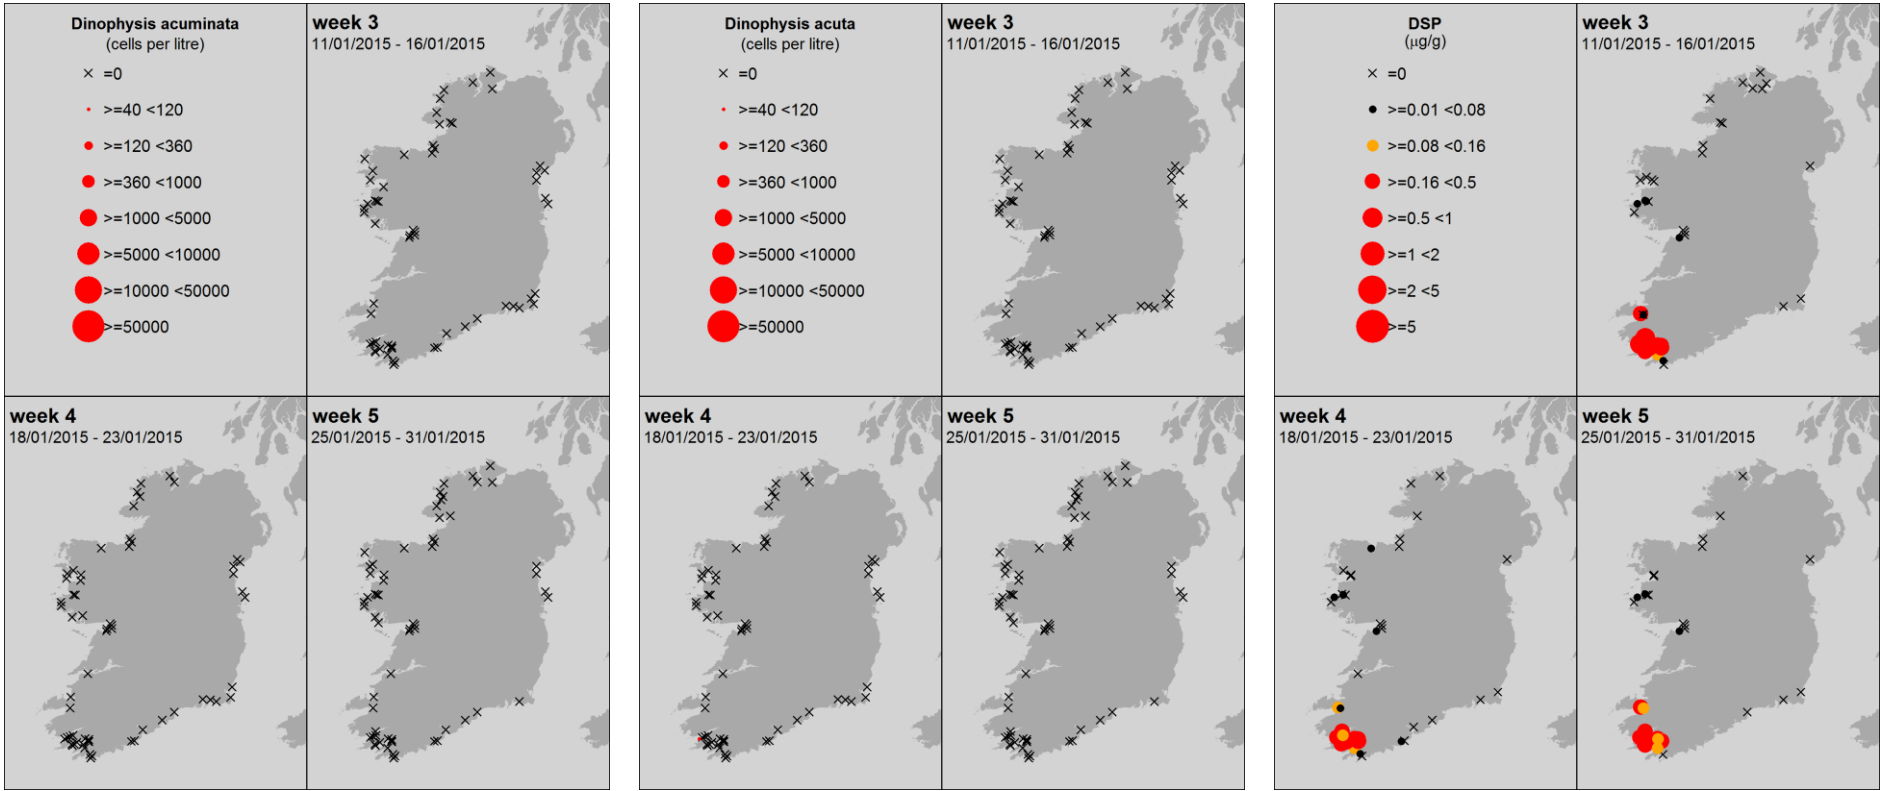 Dinophysis acuminata
(cells per litre)
=0
>=40 <120
>=120 <360
>=360 <1000
>=1000 <5000
>=5000 <10000
>=10000 <50000
>=50000
week 3
11/01/2015 - 16/01/2015
week 4
18/01/2015 - 23/01/2015
week 5
25/01/2015 - 31/01/2015
Dinophysis acuta
(cells per litre)
=0
>=40 <120
>=120 <360
>=360 <1000
>=1000 <5000
>=5000 <10000
>=10000 <50000
>=50000
week 3
11/01/2015 - 16/01/2015
week 4
18/01/2015 - 23/01/2015
week 5
25/01/2015 - 31/01/2015
DSP
(µg/g)
=0
>=0.01 <0.08
>=0.08 <0.16
>=0.16 <0.5
>=0.5 <1
>=1 <2
>=2 <5
>=5
week 3
11/01/2015 - 16/01/2015
week 4
18/01/2015 - 23/01/2015
week 5
25/01/2015 - 31/01/2015